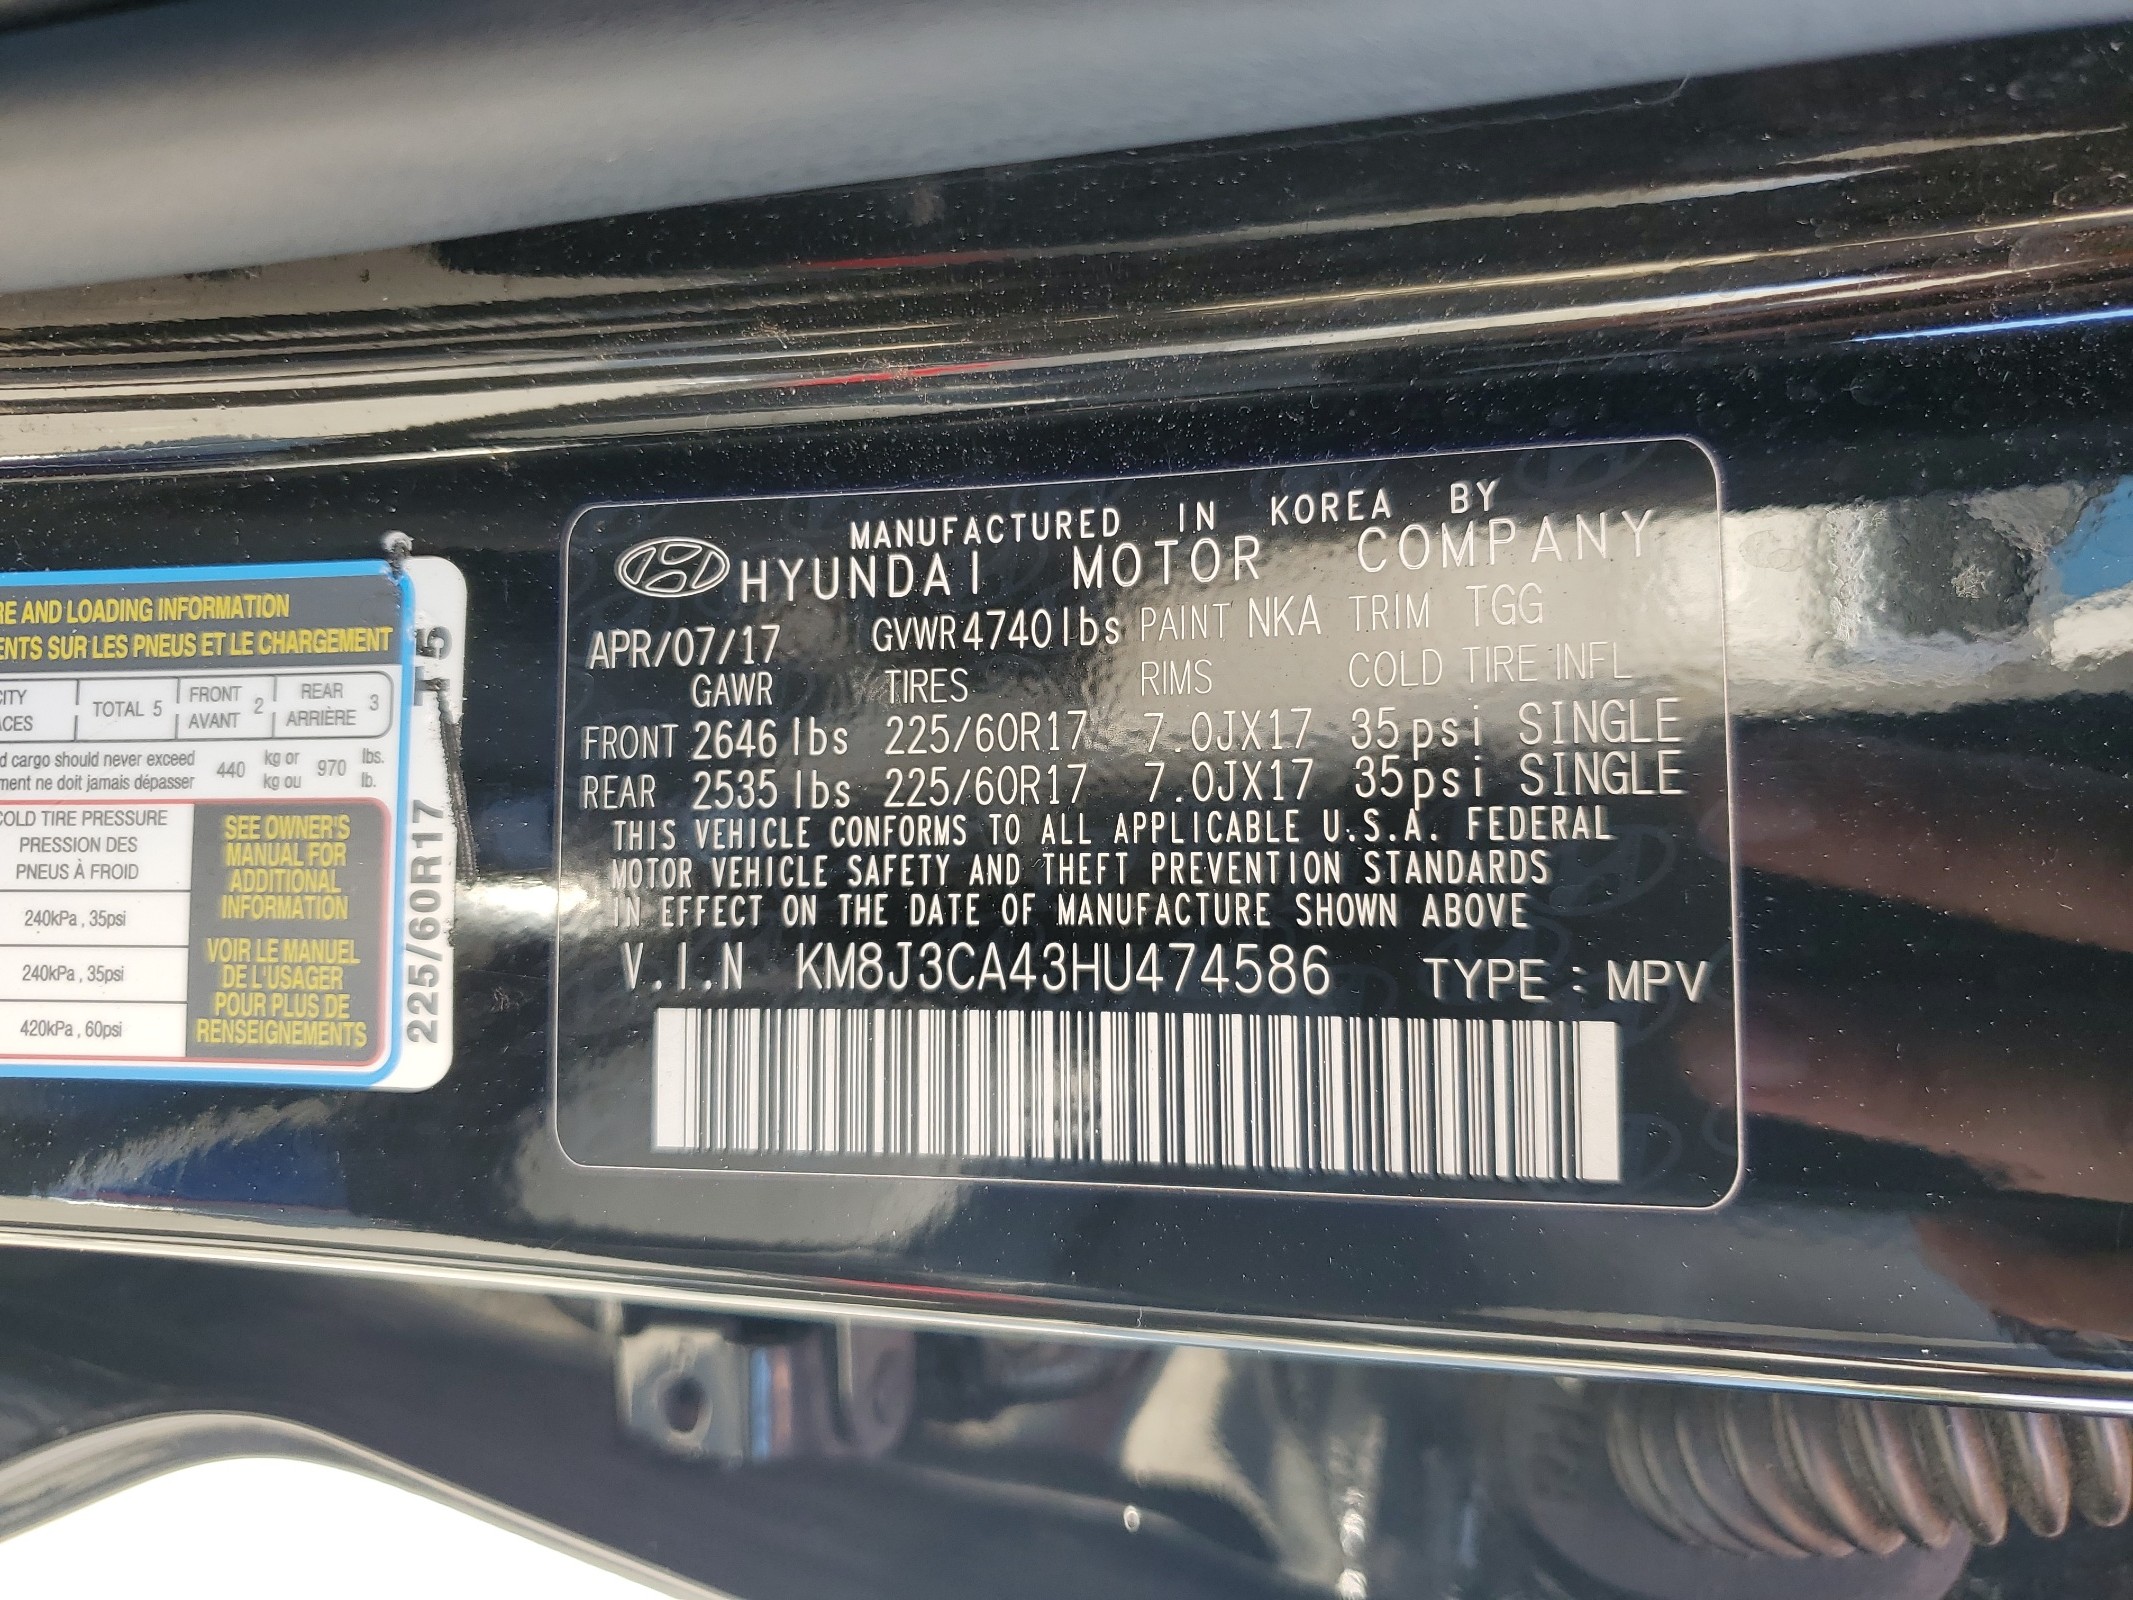 RE AND LOADING INFORMATION
ENTS SUR LES PNEUS ET LE CHARGEMENT
CITY
ACES
TOTAL 5
FRONT
AVANT
2
REAR
ARRIÈRE
3
d cargo should never exceed
ment ne doit jamais dépasser
440
kg or
kg ou
970
lbs.
lb.
COLD TIRE PRESSURE
PRESSION DES
PNEUS À FROID
240kPa , 35psi
240kPa , 35psi
420kPa , 60psi
SEE OWNER'S
MANUAL FOR
ADDITIONAL
INFORMATION
VOIR LE MANUEL
DE L'USAGER
POUR PLUS DE
RENSEIGNEMENTS
225/60R17
T5
MANUFACTURED IN KOREA BY
HYUNDAI MOTOR COMPANY
APR/07/17 GVWR 4740lbs PAINT NKA TRIM TGG
GAWR TIRES RIMS COLD TIRE INFL
FRONT 2646 lbs 225/60R17 7.0JX17 35psi SINGLE
REAR 2535 lbs 225/60R17 7.0JX17 35psi SINGLE
THIS VEHICLE CONFORMS TO ALL APPLICABLE U.S.A. FEDERAL
MOTOR VEHICLE SAFETY AND THEFT PREVENTION STANDARDS
IN EFFECT ON THE DATE OF MANUFACTURE SHOWN ABOVE
V.I.N KM8J3CA43HU474586 TYPE : MPV